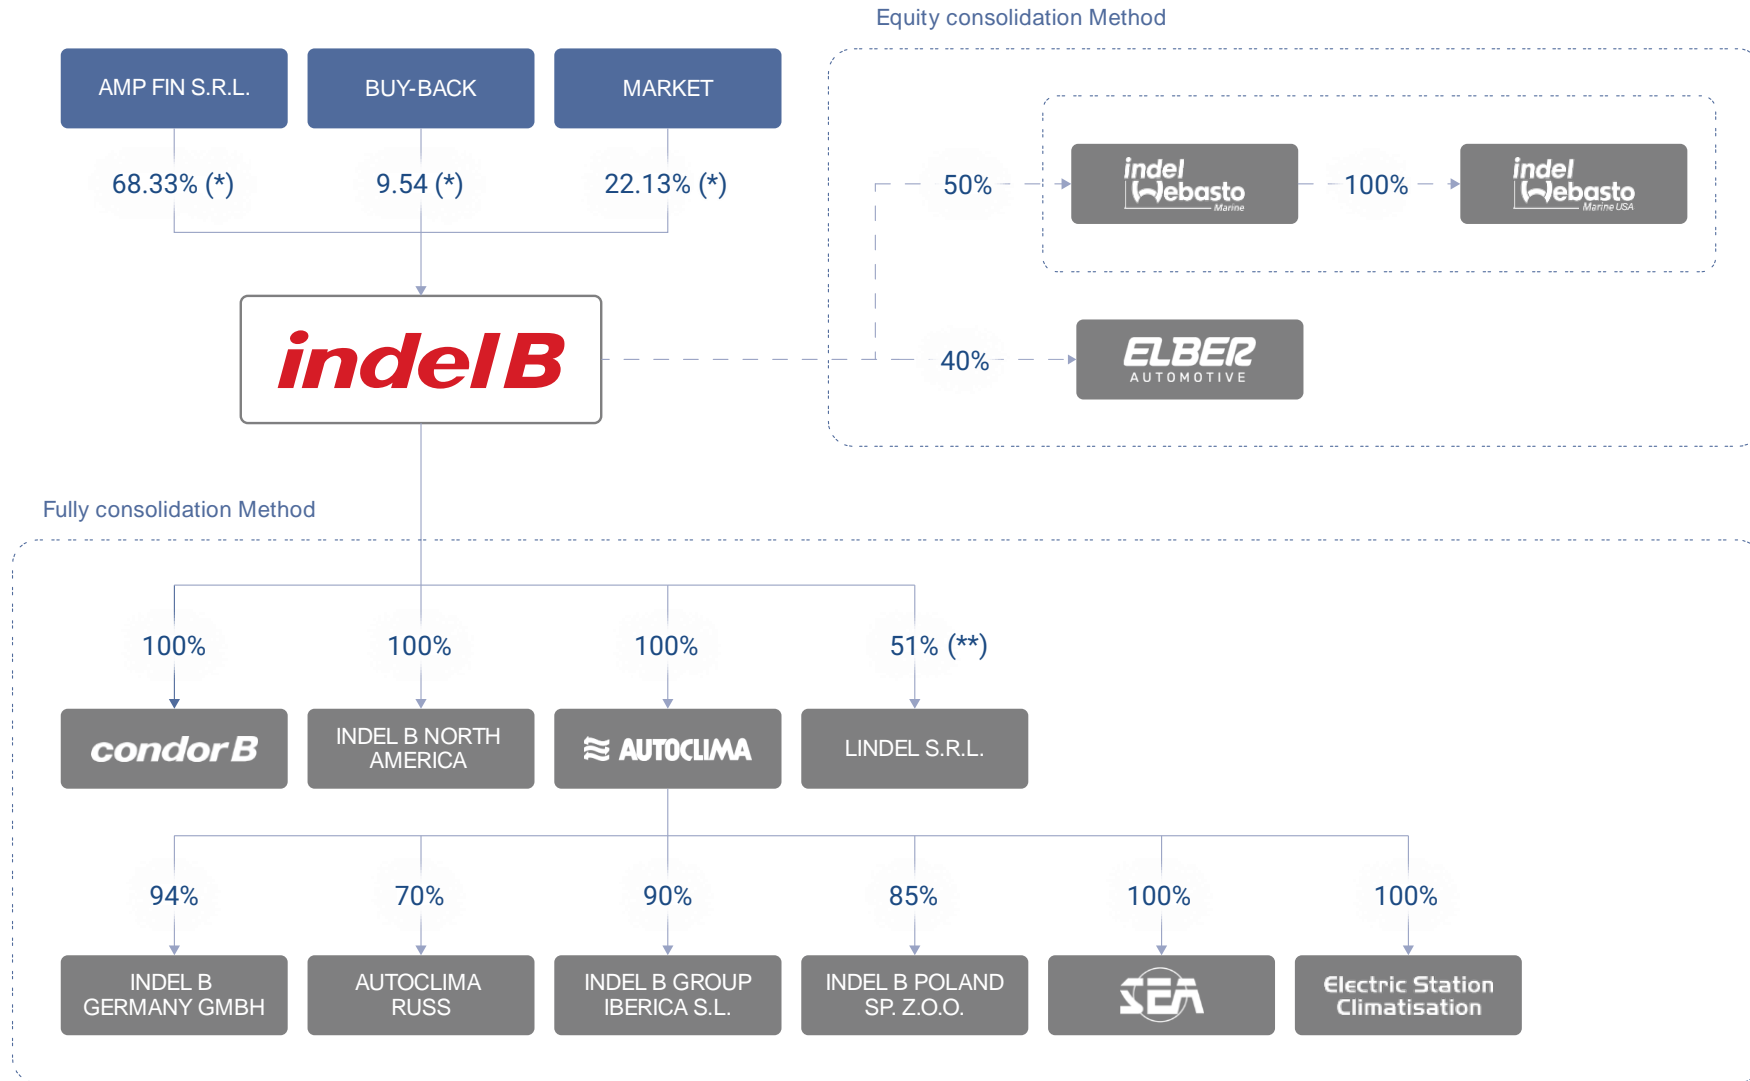 Equity consolidation Method
AMP FIN S.R.L.
BUY-BACK
MARKET
68.33% (*)
9.54 (*)
22.13% (*)
50%
indel
Webasto
Marine
100%
indel
Webasto
Marine USA
indel B
40%
ELBER
AUTOMOTIVE
Fully consolidation Method
100%
100%
100%
51% (**)
condor B
INDEL B NORTH
AMERICA
AUTOCLIMA
LINDEL S.R.L.
94%
70%
90%
85%
100%
100%
INDEL B
GERMANY GMBH
AUTOCLIMA
RUSS
INDEL B GROUP
IBERICA S.L.
INDEL B POLAND
SP. Z.O.O.
SEA
Electric Station
Climatisation